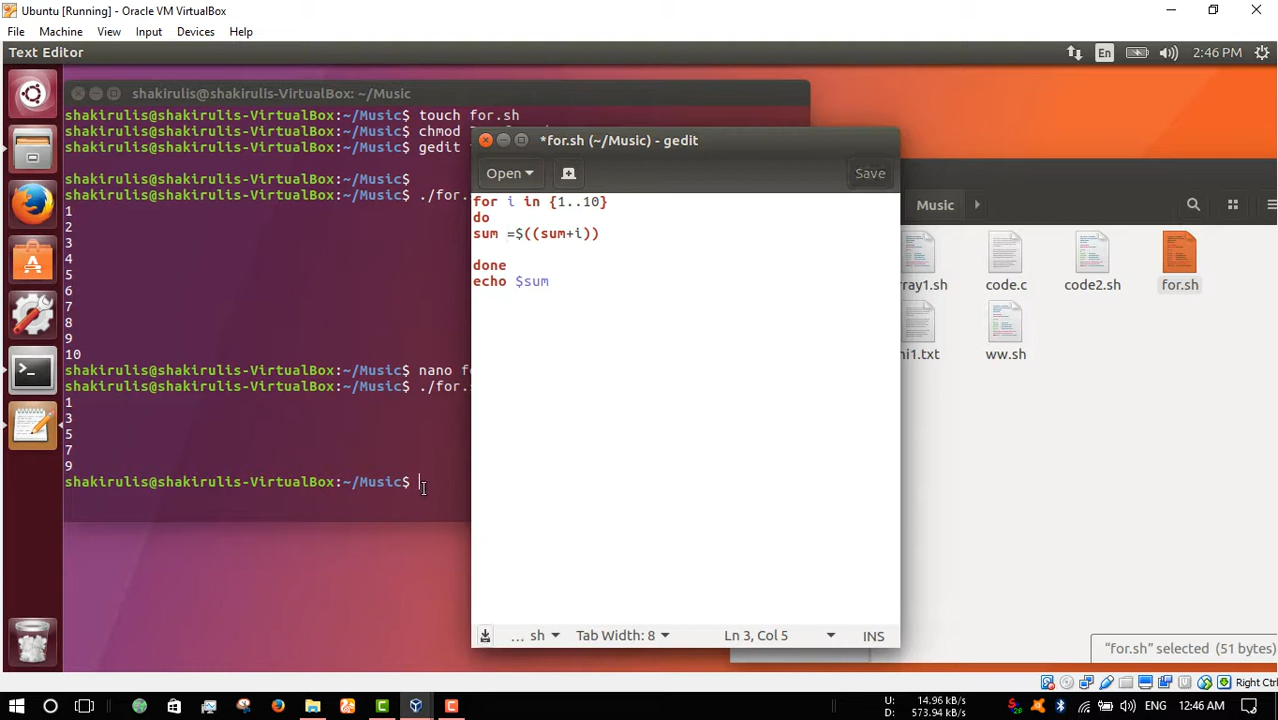 Ubuntu [Running] - Oracle VM VirtualBox
File Machine View Input Devices Help
Text Editor
En
2:46 PM
shakirulis@shakirulis-VirtualBox: ~/Music
shakirulis@shakirulis-VirtualBox:~/Music$ touch for.sh
shakirulis@shakirulis-VirtualBox:~/Music$ chmod
shakirulis@shakirulis-VirtualBox:~/Music$ gedit
shakirulis@shakirulis-VirtualBox:~/Music$
shakirulis@shakirulis-VirtualBox:~/Music$ ./for.
1
2
3
4
5
6
7
8
9
10
shakirulis@shakirulis-VirtualBox:~/Music$ nano fo
shakirulis@shakirulis-VirtualBox:~/Music$ ./for.s
1
3
5
7
9
shakirulis@shakirulis-VirtualBox:~/Music$
*for.sh (~/Music) - gedit
Open
Save
for i in {1..10}
do
sum =$((sum+i))
done
echo $sum
... sh
Tab Width: 8
Ln 3, Col 5
INS
Music
rray1.sh
code.c
code2.sh
for.sh
ni1.txt
ww.sh
"for.sh" selected (51 bytes)
Right Ctrl
U: 14.96 kB/s
D: 573.94 kB/s
ENG
12:46 AM